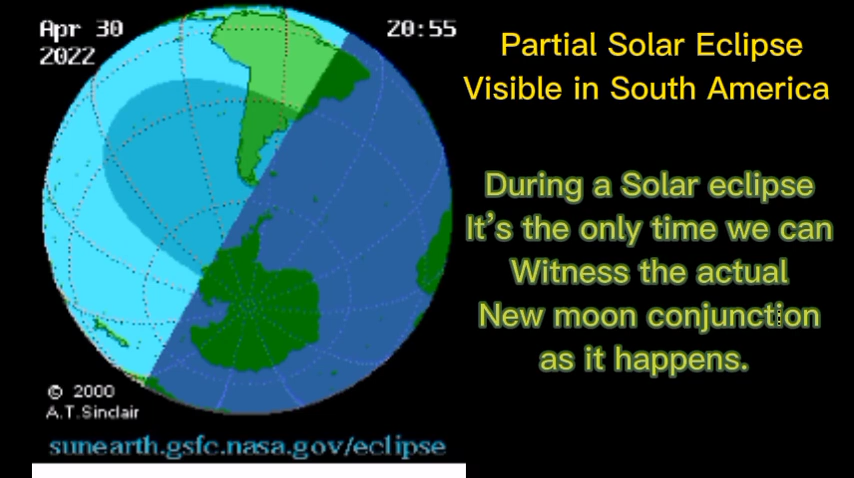 Apr 30
2022
20:55
Partial Solar Eclipse
Visible in South America
During a Solar eclipse
It's the only time we can
Witness the actual
New moon conjunction
as it happens.
© 2000
A.T.Sinclair
sunearth.gsfc.nasa.gov/eclipse